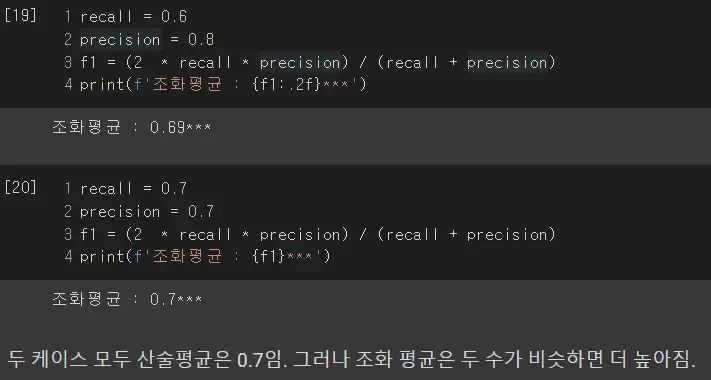 [19] 1 recall = 0.6
2 precision = 0.8
3 f1 = (2  * recall * precision) / (recall + precision)
4 print(f'조화평균 : {f1:.2f}***')
조화평균 : 0.69***
[20] 1 recall = 0.7
2 precision = 0.7
3 f1 = (2  * recall * precision) / (recall + precision)
4 print(f'조화평균 : {f1}***')
조화평균 : 0.7***
두 케이스 모두 산술평균은 0.7임. 그러나 조화 평균은 두 수가 비슷하면 더 높아짐.